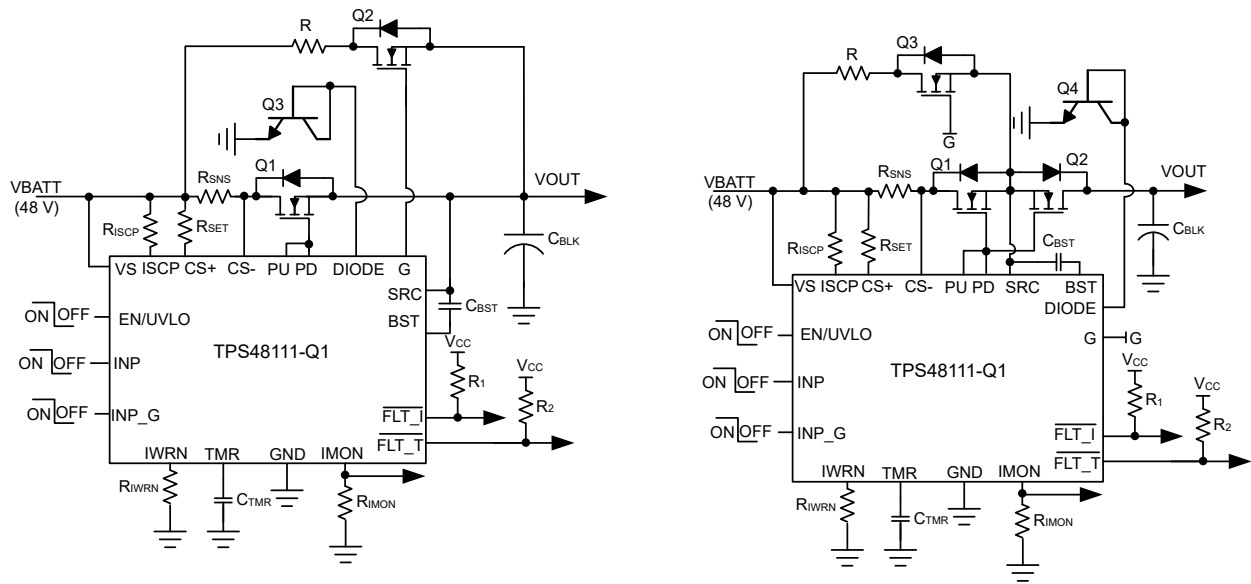 Q2
R
Q3
RSNS
Q1
VBATT
(48 V)
VOUT
RISCP
RSET
CBLK
VS ISCP CS+ CS- PU PD DIODE G
SRC
CBST
BST
ON OFF EN/UVLO
TPS48111-Q1
VCC
ON OFF INP
R1
VCC
R2
ON OFF INP_G
FLT_I
FLT_T
IWRN TMR GND IMON
RIWRN
CTMR
RIMON
Q3
R
Q4
G
RSNS
Q1
Q2
VBATT
(48 V)
VOUT
RISCP
RSET
CBST
CBLK
VS ISCP CS+ CS- PU PD SRC BST
DIODE
ON OFF EN/UVLO
G G
TPS48111-Q1
VCC
ON OFF INP
R1
VCC
R2
ON OFF INP_G
FLT_I
FLT_T
IWRN TMR GND IMON
RIWRN
CTMR
RIMON